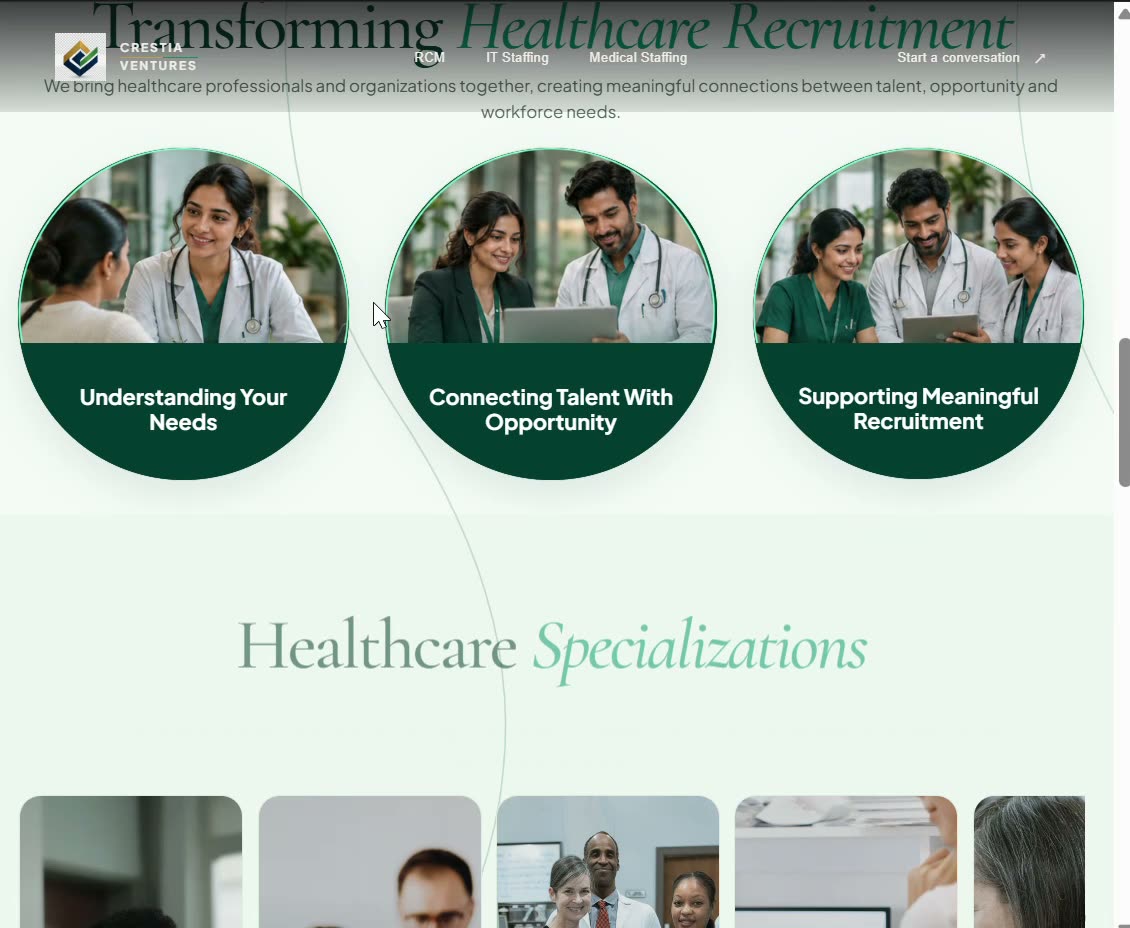 Transforming Healthcare Recruitment
CRESTIA
VENTURES
RCM
IT Staffing
Medical Staffing
Start a conversation ↗
We bring healthcare professionals and organizations together, creating meaningful connections between talent, opportunity and
workforce needs.
Understanding Your
Needs
Connecting Talent With
Opportunity
Supporting Meaningful
Recruitment
Healthcare Specializations